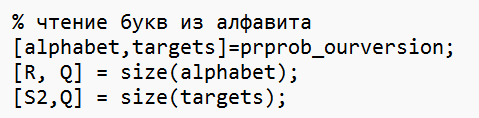 % чтение букв из алфавита
[alphabet,targets]=prprob_ourversion;
[R, Q] = size(alphabet);
[S2,Q] = size(targets);